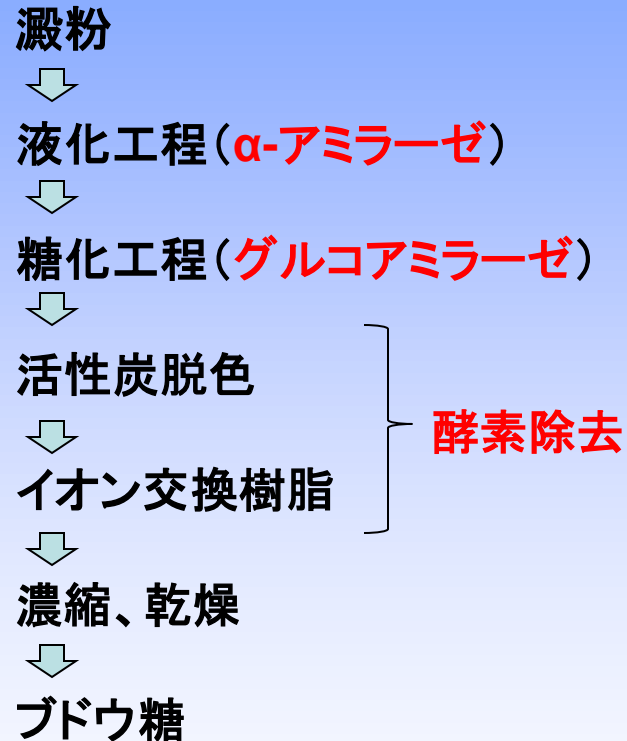 澱粉
液化工程（α-アミラーゼ）
糖化工程（グルコアミラーゼ）
活性炭脱色
酵素除去
イオン交換樹脂
濃縮、乾燥
ブドウ糖